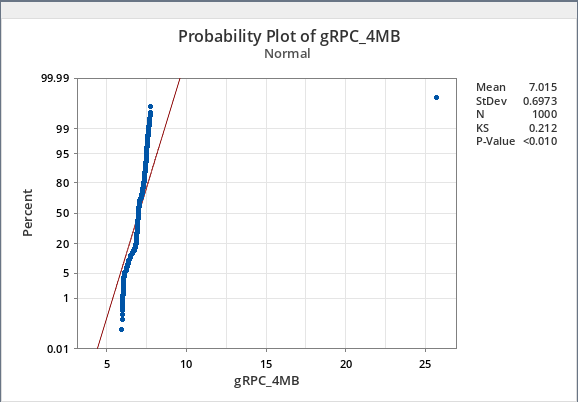 Probability Plot of gRPC_4MB
Normal
99.99
99
95
80
50
20
5
1
0.01
Percent
5 10 15 20 25
gRPC_4MB
Mean 7.015
StDev 0.6973
N 1000
KS 0.212
P-Value <0.010